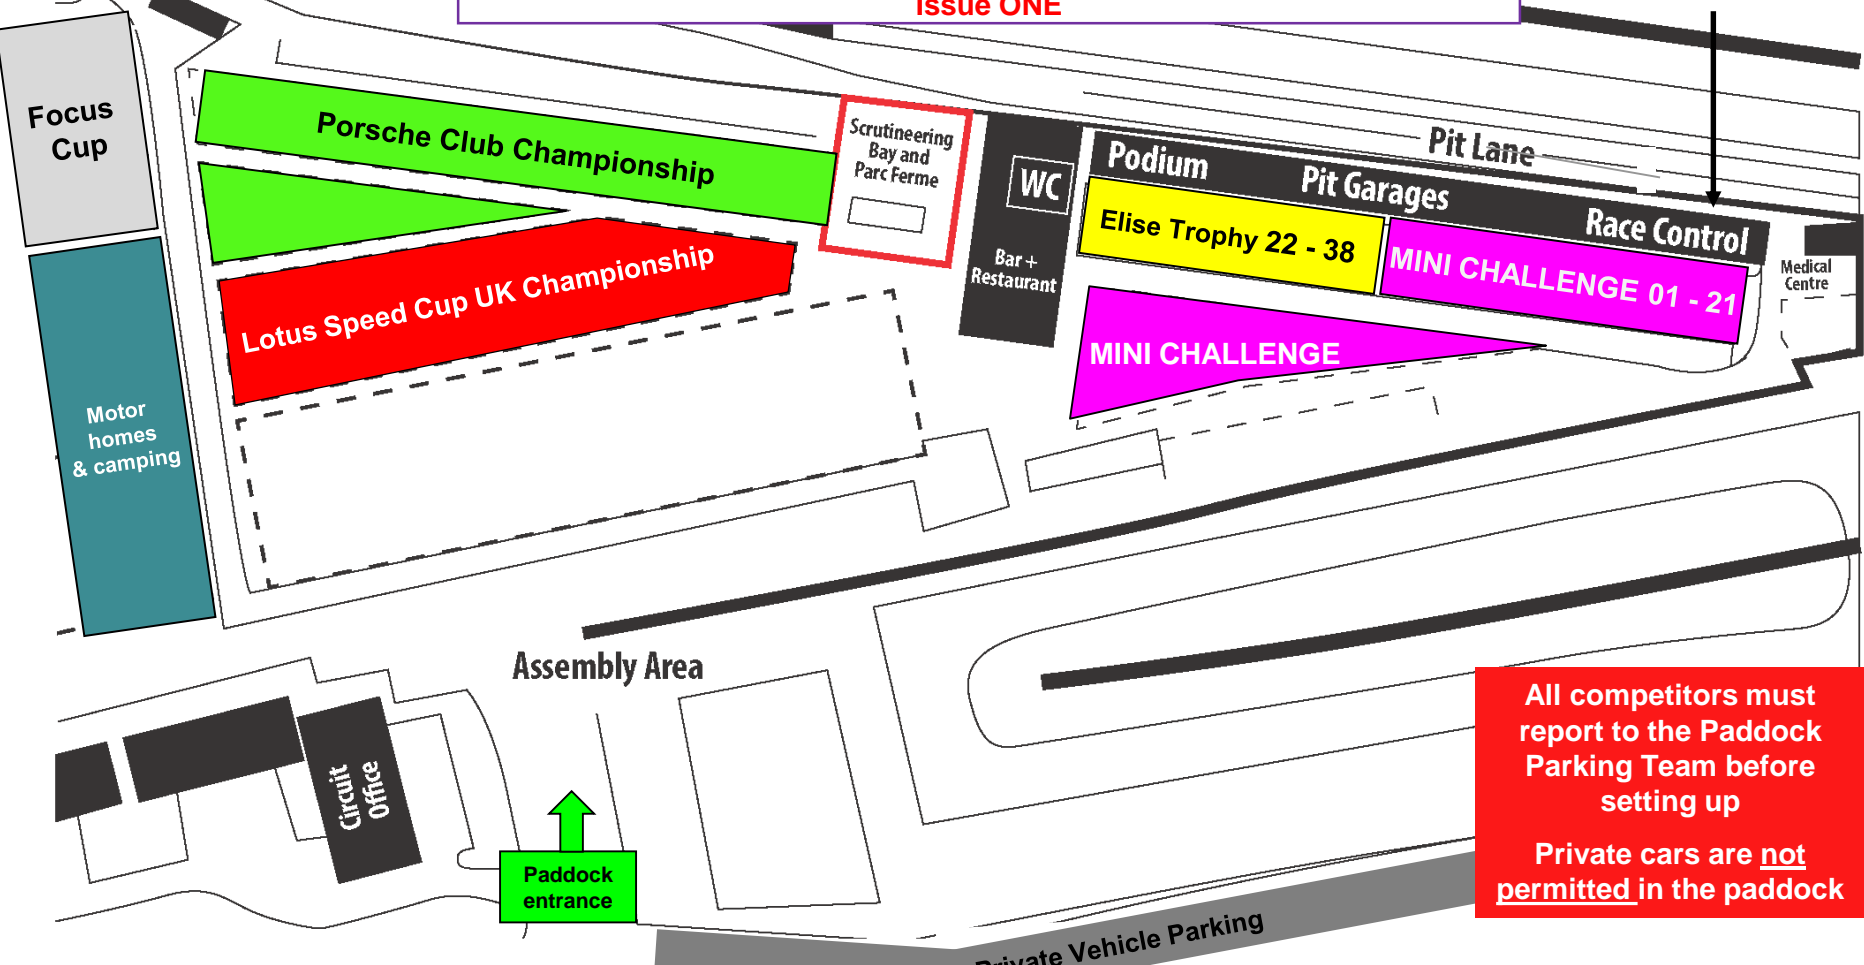 Issue ONE
Focus
Cup
Porsche Club Championship
Scrutineering
Bay and
Parc Ferme
WC
Bar +
Restaurant
Podium
Pit Garages
Race Control
Pit Lane
Elise Trophy 22 - 38
MINI CHALLENGE 01 - 21
Medical
Centre
Lotus Speed Cup UK Championship
MINI CHALLENGE
Motor
homes
& camping
Assembly Area
Circuit
Office
Paddock
entrance
All competitors must
report to the Paddock
Parking Team before
setting up
Private cars are not
permitted in the paddock
Private Vehicle Parking